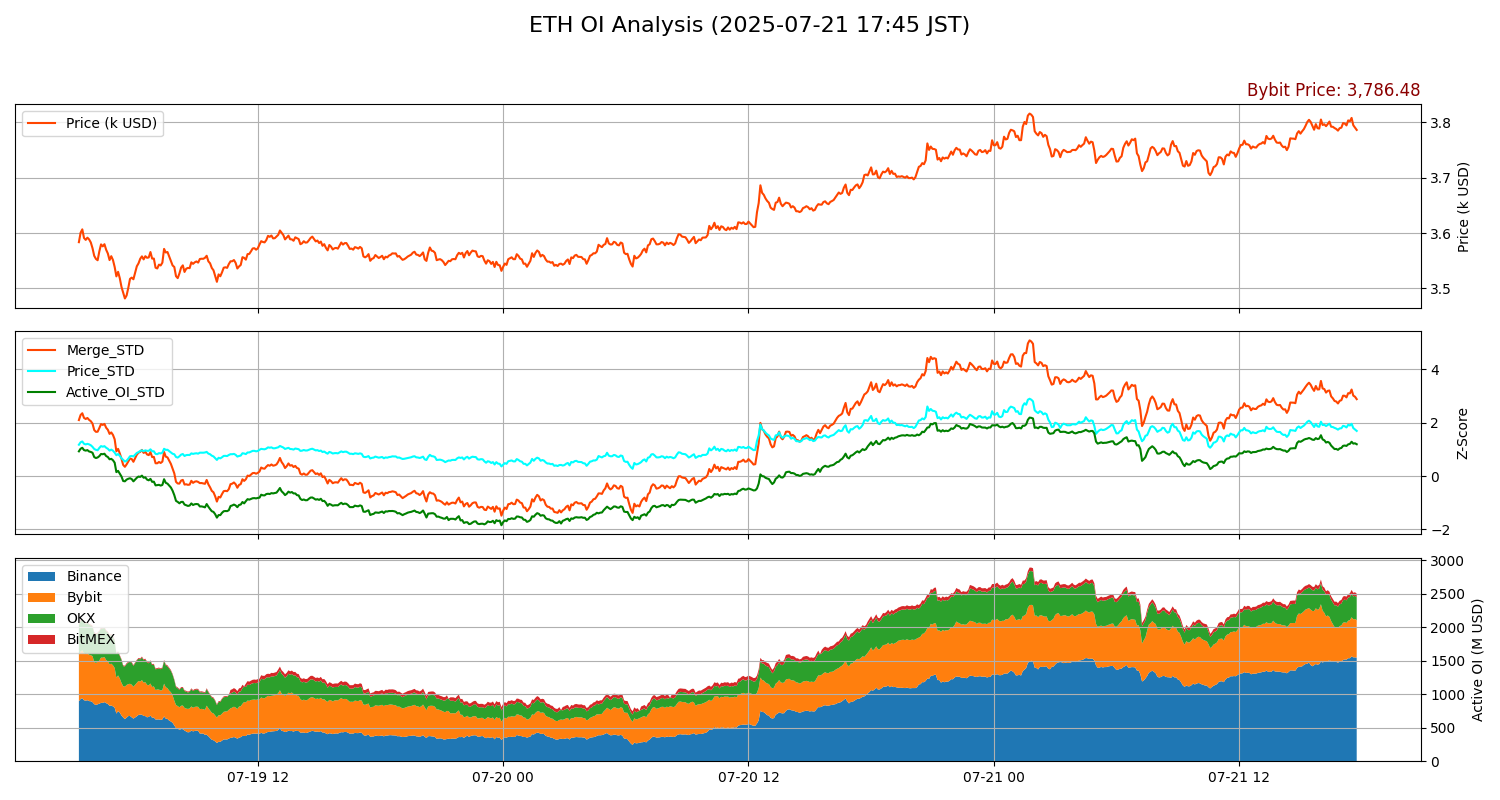 ETH OI Analysis (2025-07-21 17:45 JST)
Bybit Price: 3,786.48
Price (k USD)
3.8
3.7
3.6
3.5
Price (k USD)
Merge_STD
Price_STD
Active_OI_STD
4
2
0
−2
Z-Score
Binance
Bybit
OKX
BitMEX
3000
2500
2000
1500
1000
500
0
Active OI (M USD)
07-19 12
07-20 00
07-20 12
07-21 00
07-21 12